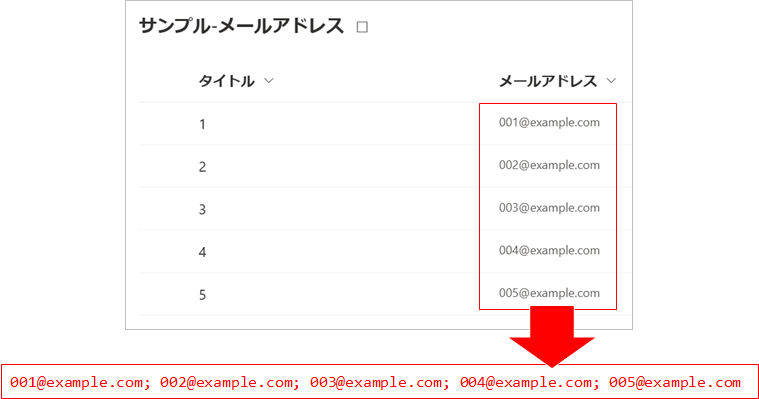 サンプル-メールアドレス
タイトル メールアドレス
1 001@example.com
2 002@example.com
3 003@example.com
4 004@example.com
5 005@example.com
001@example.com; 002@example.com; 003@example.com; 004@example.com; 005@example.com